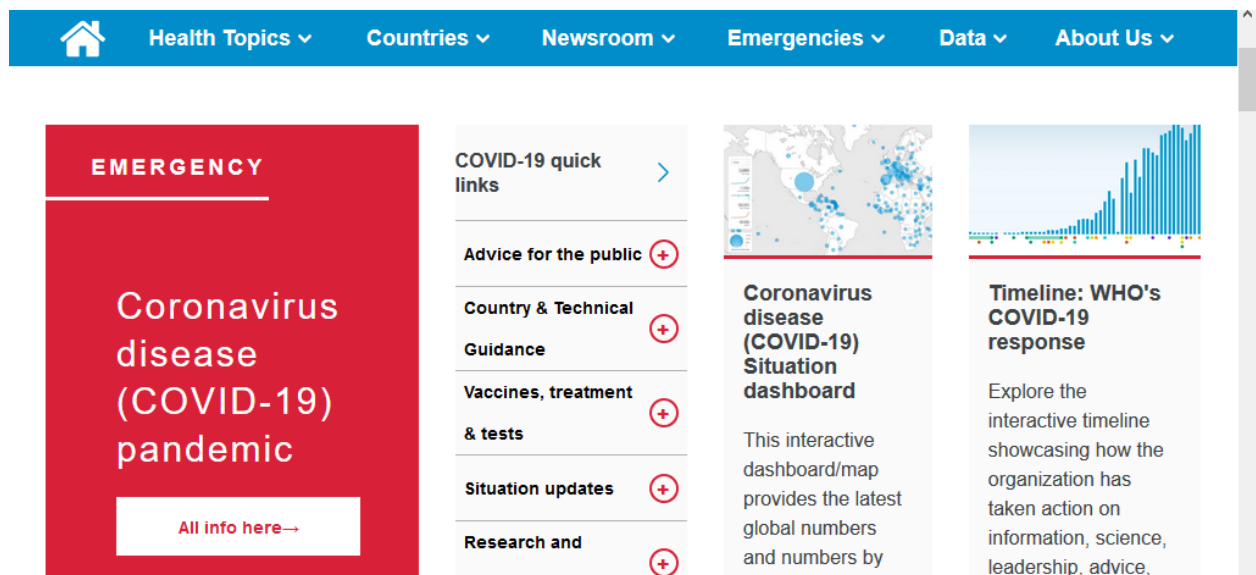 Health Topics Countries Newsroom Emergencies Data About Us
EMERGENCY
Coronavirus
disease
(COVID-19)
pandemic
All info here→
COVID-19 quick
links
Advice for the public
Country & Technical
Guidance
Vaccines, treatment
& tests
Situation updates
Research and
Coronavirus
disease
(COVID-19)
Situation
dashboard
This interactive
dashboard/map
provides the latest
global numbers
and numbers by
Timeline: WHO's
COVID-19
response
Explore the
interactive timeline
showcasing how the
organization has
taken action on
information, science,
leadership, advice,